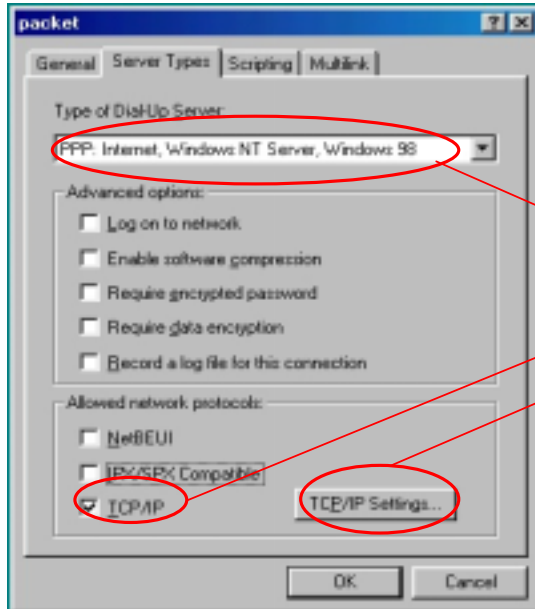 packet
General Server Types Scripting Multilink
Type of Dial-Up Server:
PPP: Internet, Windows NT Server, Windows 98
Advanced options:
Log on to network
Enable software compression
Require encrypted password
Require data encryption
Record a log file for this connection
Allowed network protocols:
NetBEUI
IPX/SPX Compatible
TCP/IP
TCP/IP Settings...
OK Cancel